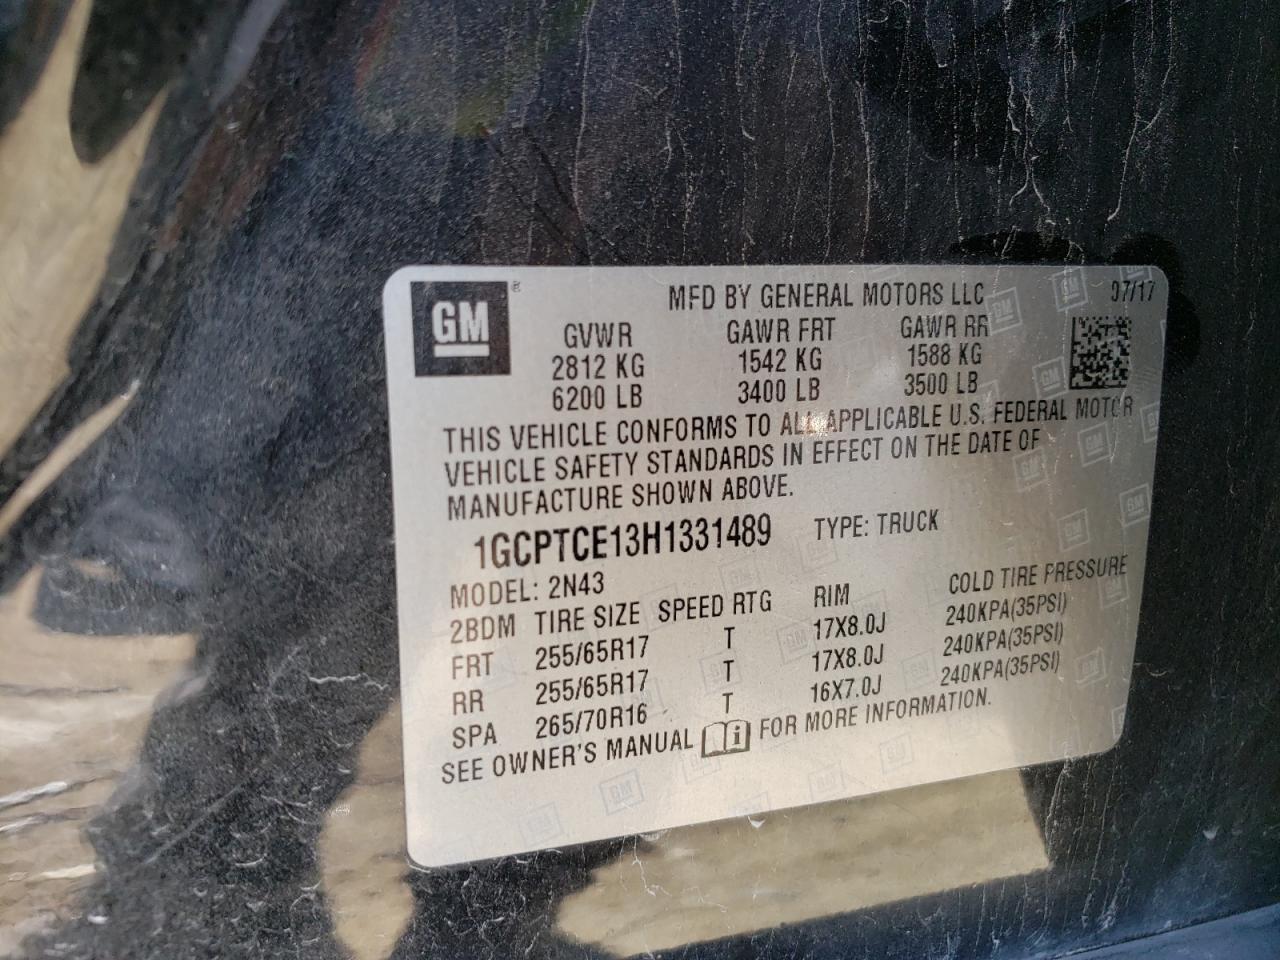 GM®
MFD BY GENERAL MOTORS LLC 07/17
GVWR GAWR FRT GAWR RR
2812 KG 1542 KG 1588 KG
6200 LB 3400 LB 3500 LB
THIS VEHICLE CONFORMS TO ALL APPLICABLE U.S. FEDERAL MOTOR
VEHICLE SAFETY STANDARDS IN EFFECT ON THE DATE OF
MANUFACTURE SHOWN ABOVE.
1GCPTCE13H1331489 TYPE: TRUCK
MODEL: 2N43
2BDM TIRE SIZE SPEED RTG RIM COLD TIRE PRESSURE
FRT 255/65R17 T 17X8.0J 240KPA(35PSI)
RR 255/65R17 T 17X8.0J 240KPA(35PSI)
SPA 265/70R16 T 16X7.0J 240KPA(35PSI)
SEE OWNER'S MANUAL i FOR MORE INFORMATION.